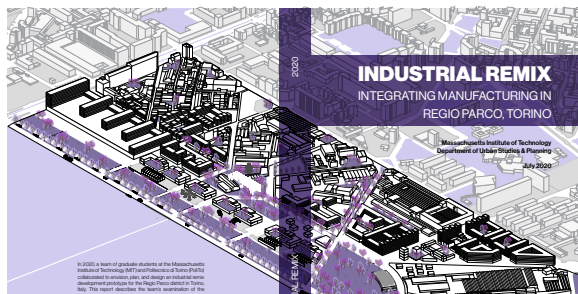 In 2020, a team of graduate students at the Massachusetts
Institute of Technology (MIT) and Politecnico di Torino (PoliTo)
collaborated to envision, plan, and design an industrial remix
development prototype for the Regio Parco district in Torino,
Italy. This report describes the team's examination of the
2020
AL REMIX
INDUSTRIAL REMIX
INTEGRATING MANUFACTURING IN
REGIO PARCO, TORINO
Massachusetts Institute of Technology
Department of Urban Studies & Planning
July 2020